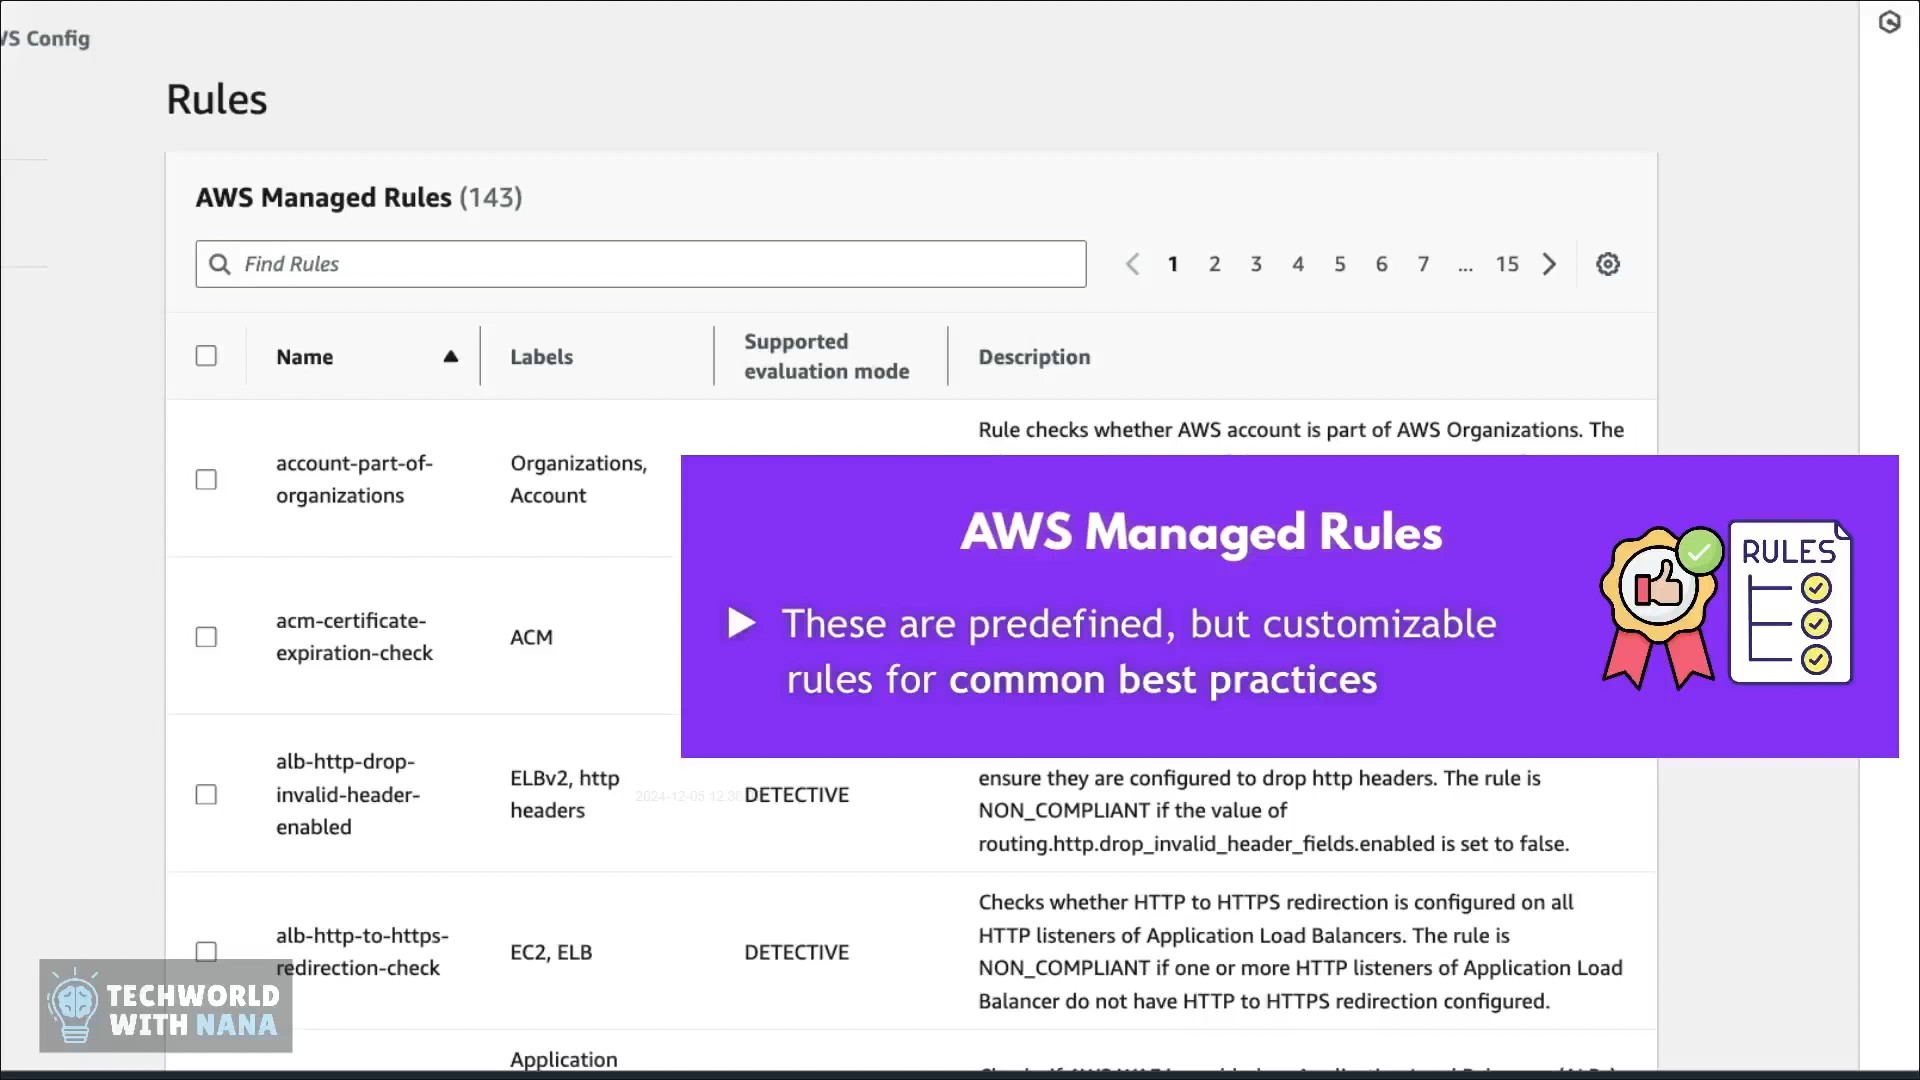 VS Config
Rules
AWS Managed Rules (143)
Find Rules
1 2 3 4 5 6 7 ... 15
Name
Labels
Supported
evaluation mode
Description
account-part-of-
organizations
Organizations,
Account
Rule checks whether AWS account is part of AWS Organizations. The
acm-certificate-
expiration-check
ACM
AWS Managed Rules
These are predefined, but customizable
rules for common best practices
RULES
alb-http-drop-
invalid-header-
enabled
ELBv2, http
headers
2024-12-05 12:30
DETECTIVE
ensure they are configured to drop http headers. The rule is
NON_COMPLIANT if the value of
routing.http.drop_invalid_header_fields.enabled is set to false.
alb-http-to-https-
redirection-check
EC2, ELB
DETECTIVE
Checks whether HTTP to HTTPS redirection is configured on all
HTTP listeners of Application Load Balancers. The rule is
NON_COMPLIANT if one or more HTTP listeners of Application Load
Balancer do not have HTTP to HTTPS redirection configured.
TECHWORLD
WITH NANA
Application